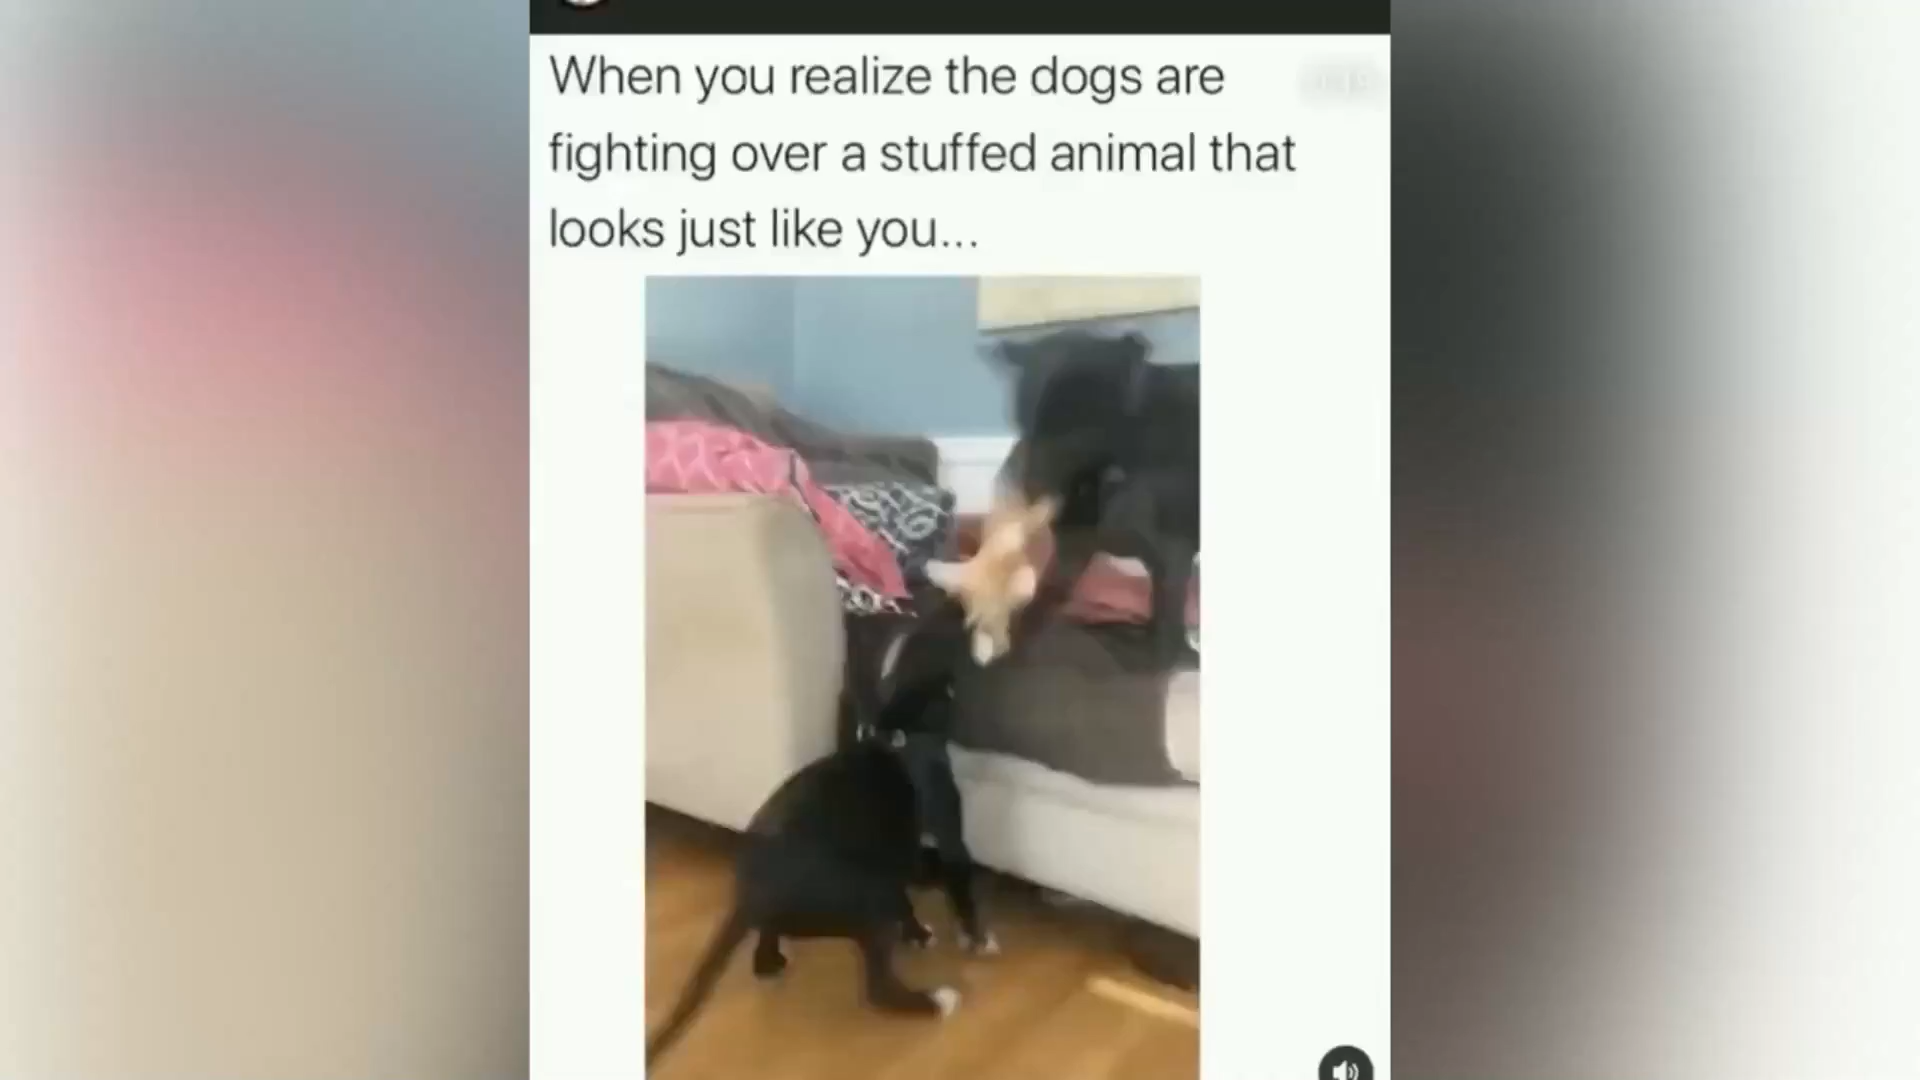 When you realize the dogs are
fighting over a stuffed animal that
looks just like you...